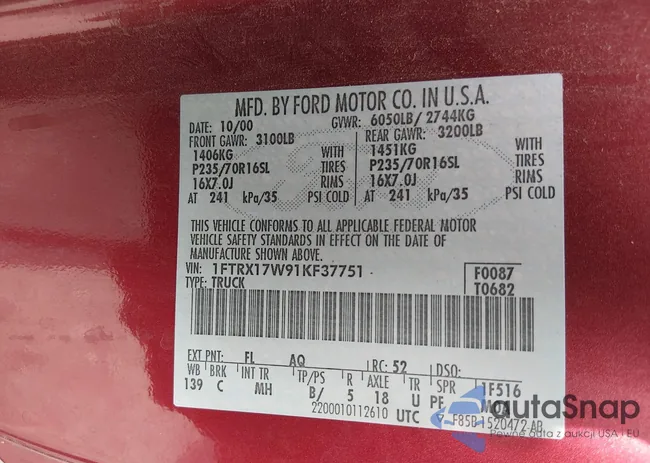 MFD. BY FORD MOTOR CO. IN U.S.A.
DATE: 10/00 GVWR: 6050LB/ 2744KG
FRONT GAWR: 3100LB REAR GAWR: 3200LB
1406KG WITH 1451KG WITH
P235/70R16SL TIRES P235/70R16SL TIRES
16X7.0J RIMS 16X7.0J RIMS
AT 241 kPa/35 PSI COLD AT 241 kPa/35 PSI COLD
THIS VEHICLE CONFORMS TO ALL APPLICABLE FEDERAL MOTOR
VEHICLE SAFETY STANDARDS IN EFFECT ON THE DATE OF
MANUFACTURE SHOWN ABOVE.
VIN: 1FTRX17W91KF37751 F0087
TYPE: TRUCK T0682
EXT PNT: FL AQ RC: 52 DSO:
WB BRK INT TR TP/PS R AXLE TR SPR 1F516
139 C MH B/ 5 18 U PE
2200010112610 UTC F85B 1520472-AB
autaSnap
Pewne auta z aukcji USA i EU